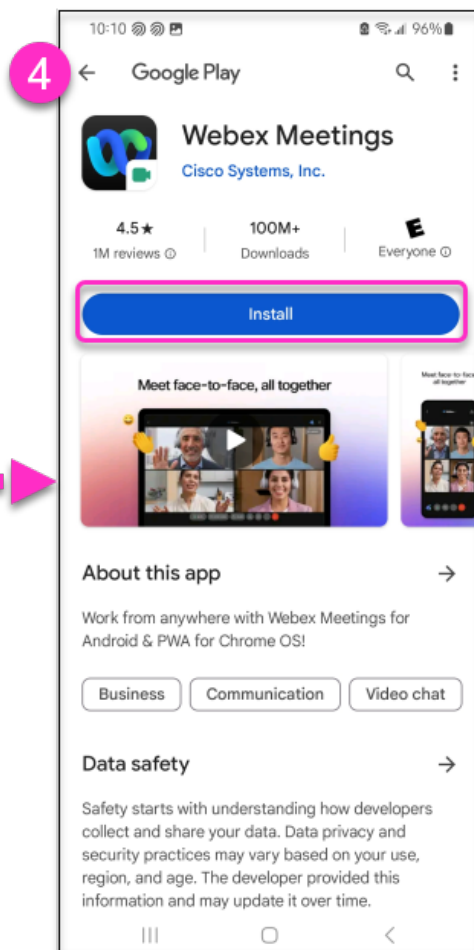 10:10 96%
4
Google Play
Webex Meetings
Cisco Systems, Inc.
4.5★ 100M+ E
1M reviews Downloads Everyone
Install
Meet face-to-face, all together
Meet face-to-face
all together
About this app
Work from anywhere with Webex Meetings for
Android & PWA for Chrome OS!
Business Communication Video chat
Data safety
Safety starts with understanding how developers
collect and share your data. Data privacy and
security practices may vary based on your use,
region, and age. The developer provided this
information and may update it over time.